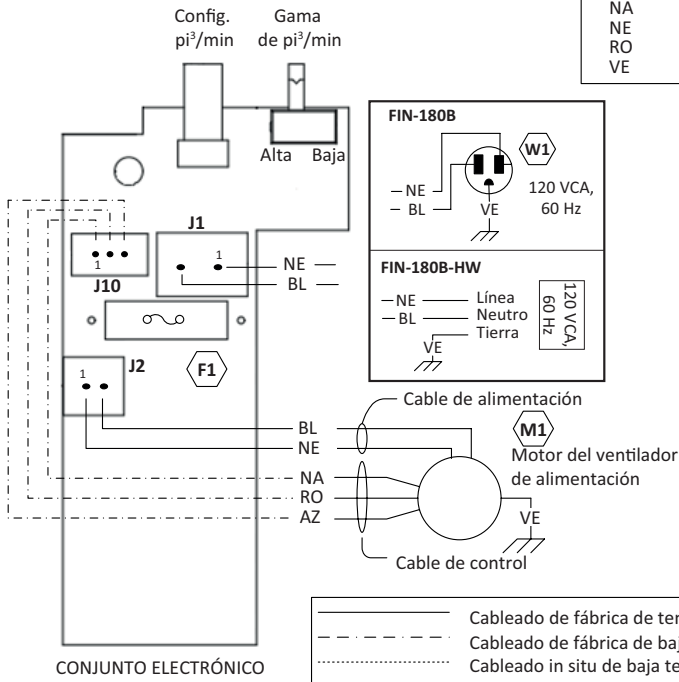 Config.
pi³/min
Gama
de pi³/min
NA
NE
RO
VE
Alta Baja
FIN-180B
W1
NE
BL
VE
120 VCA,
60 Hz
FIN-180B-HW
NE Línea
BL Neutro
Tierra
VE
120 VCA,
60 Hz
J1
1
NE
BL
1
J10
F1
J2
1
Cable de alimentación
M1
Motor del ventilador
de alimentación
BL
NE
NA
RO
AZ
VE
Cable de control
Cableado de fábrica de
Cableado de fábrica de
Cableado in situ de baja
CONJUNTO ELECTRÓNICO